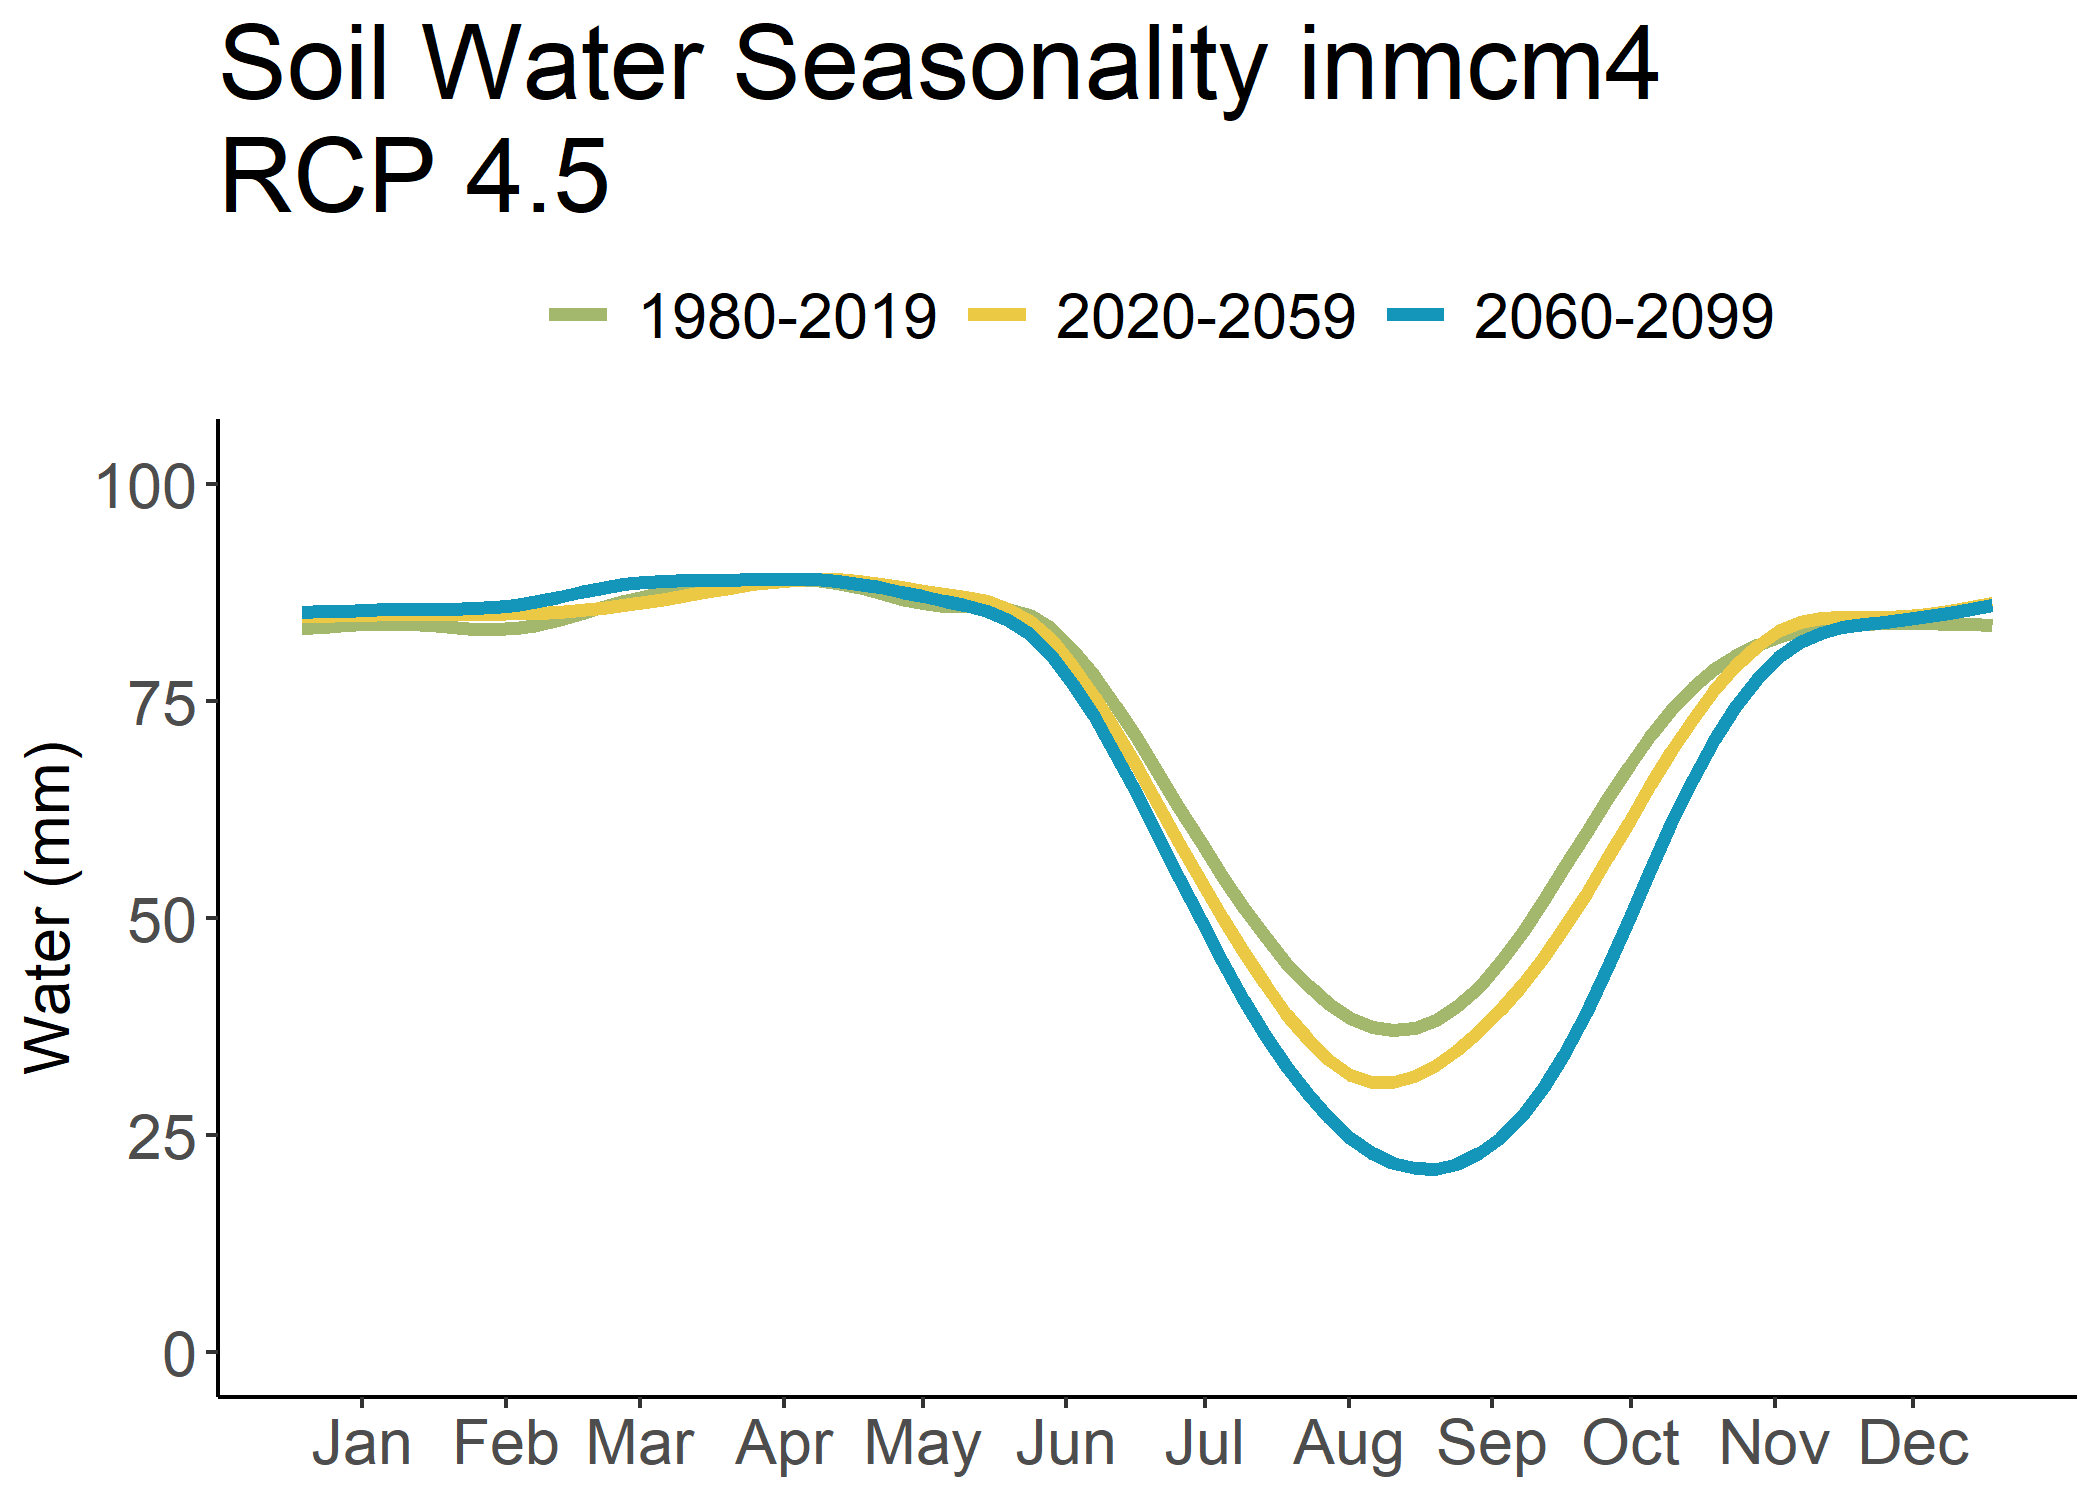 Soil Water Seasonality inmcm4
RCP 4.5
1980-2019 2020-2059 2060-2099
100
75
50
25
0
Water (mm)
Jan Feb Mar Apr May Jun Jul Aug Sep Oct Nov Dec